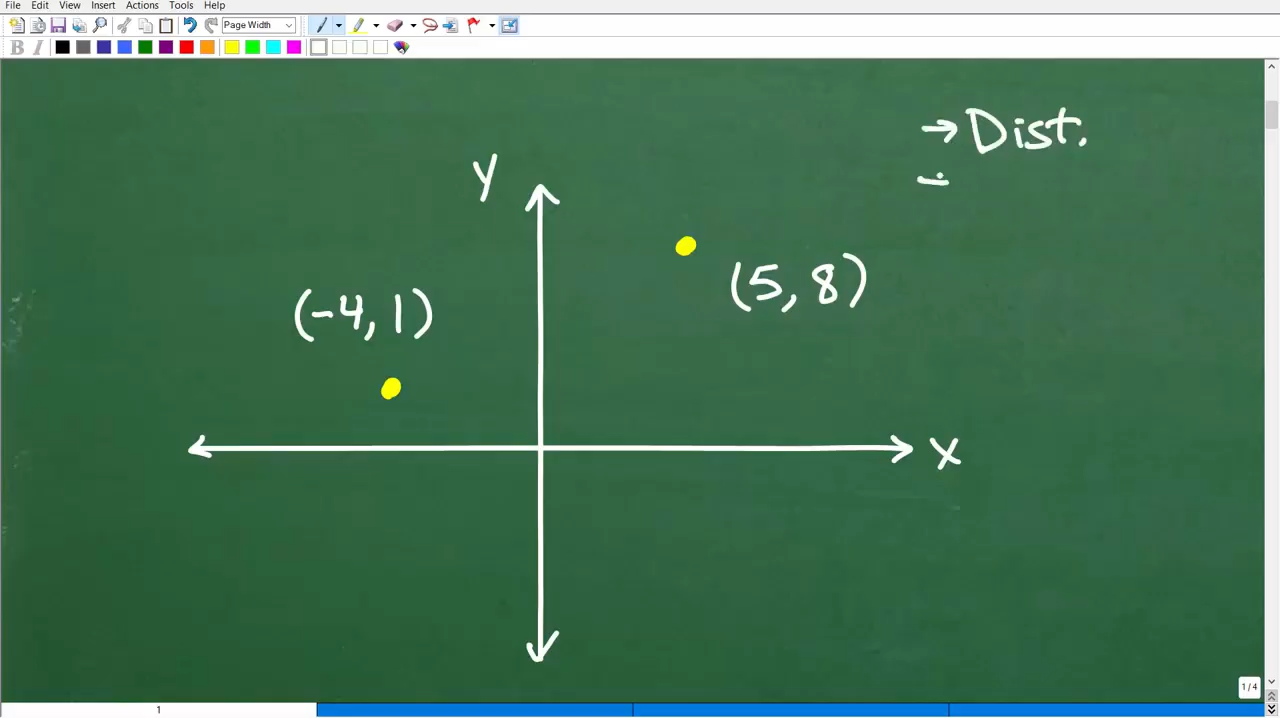 File Edit View Insert Actions Tools Help
Page Width
B I
→ Dist.
y
(5, 8)
(-4, 1)
x
1/4
1